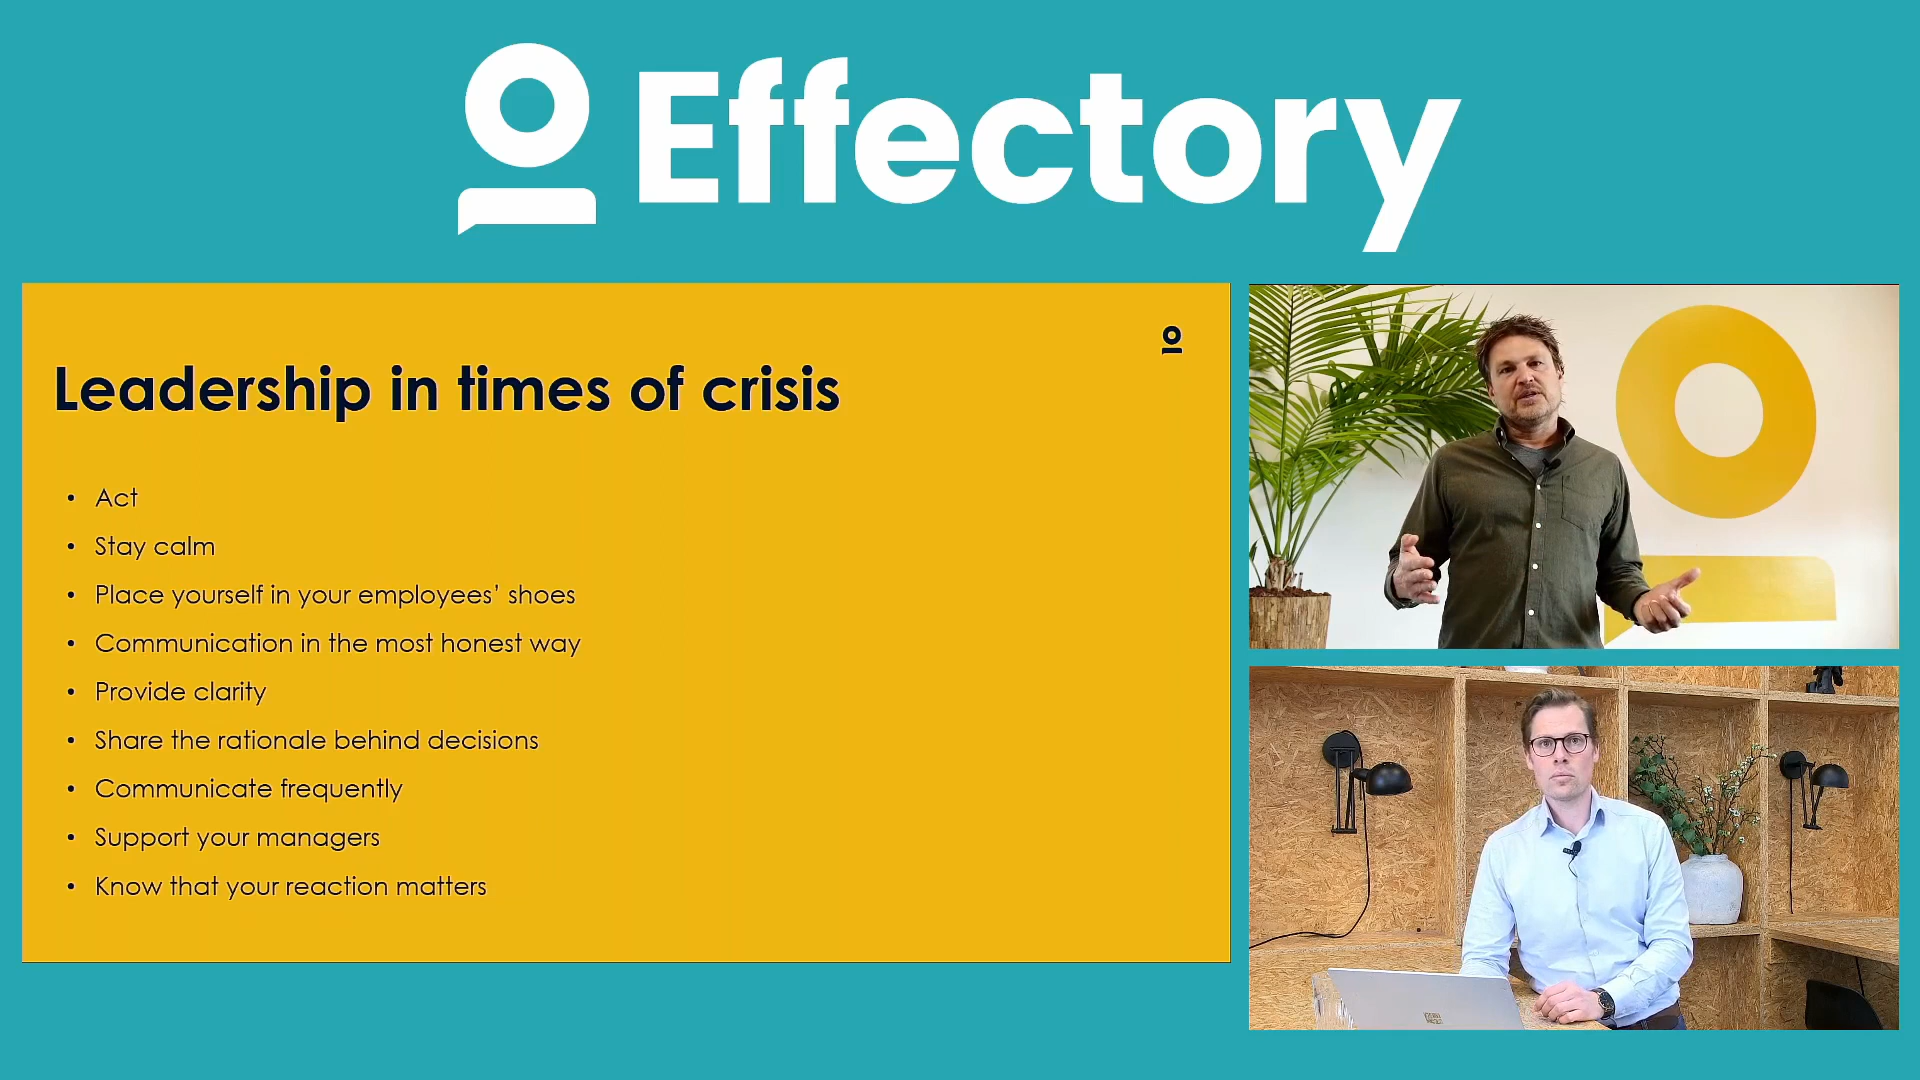 Effectory
Leadership in times of crisis
• Act
• Stay calm
• Place yourself in your employees’ shoes
• Communication in the most honest way
• Provide clarity
• Share the rationale behind decisions
• Communicate frequently
• Support your managers
• Know that your reaction matters